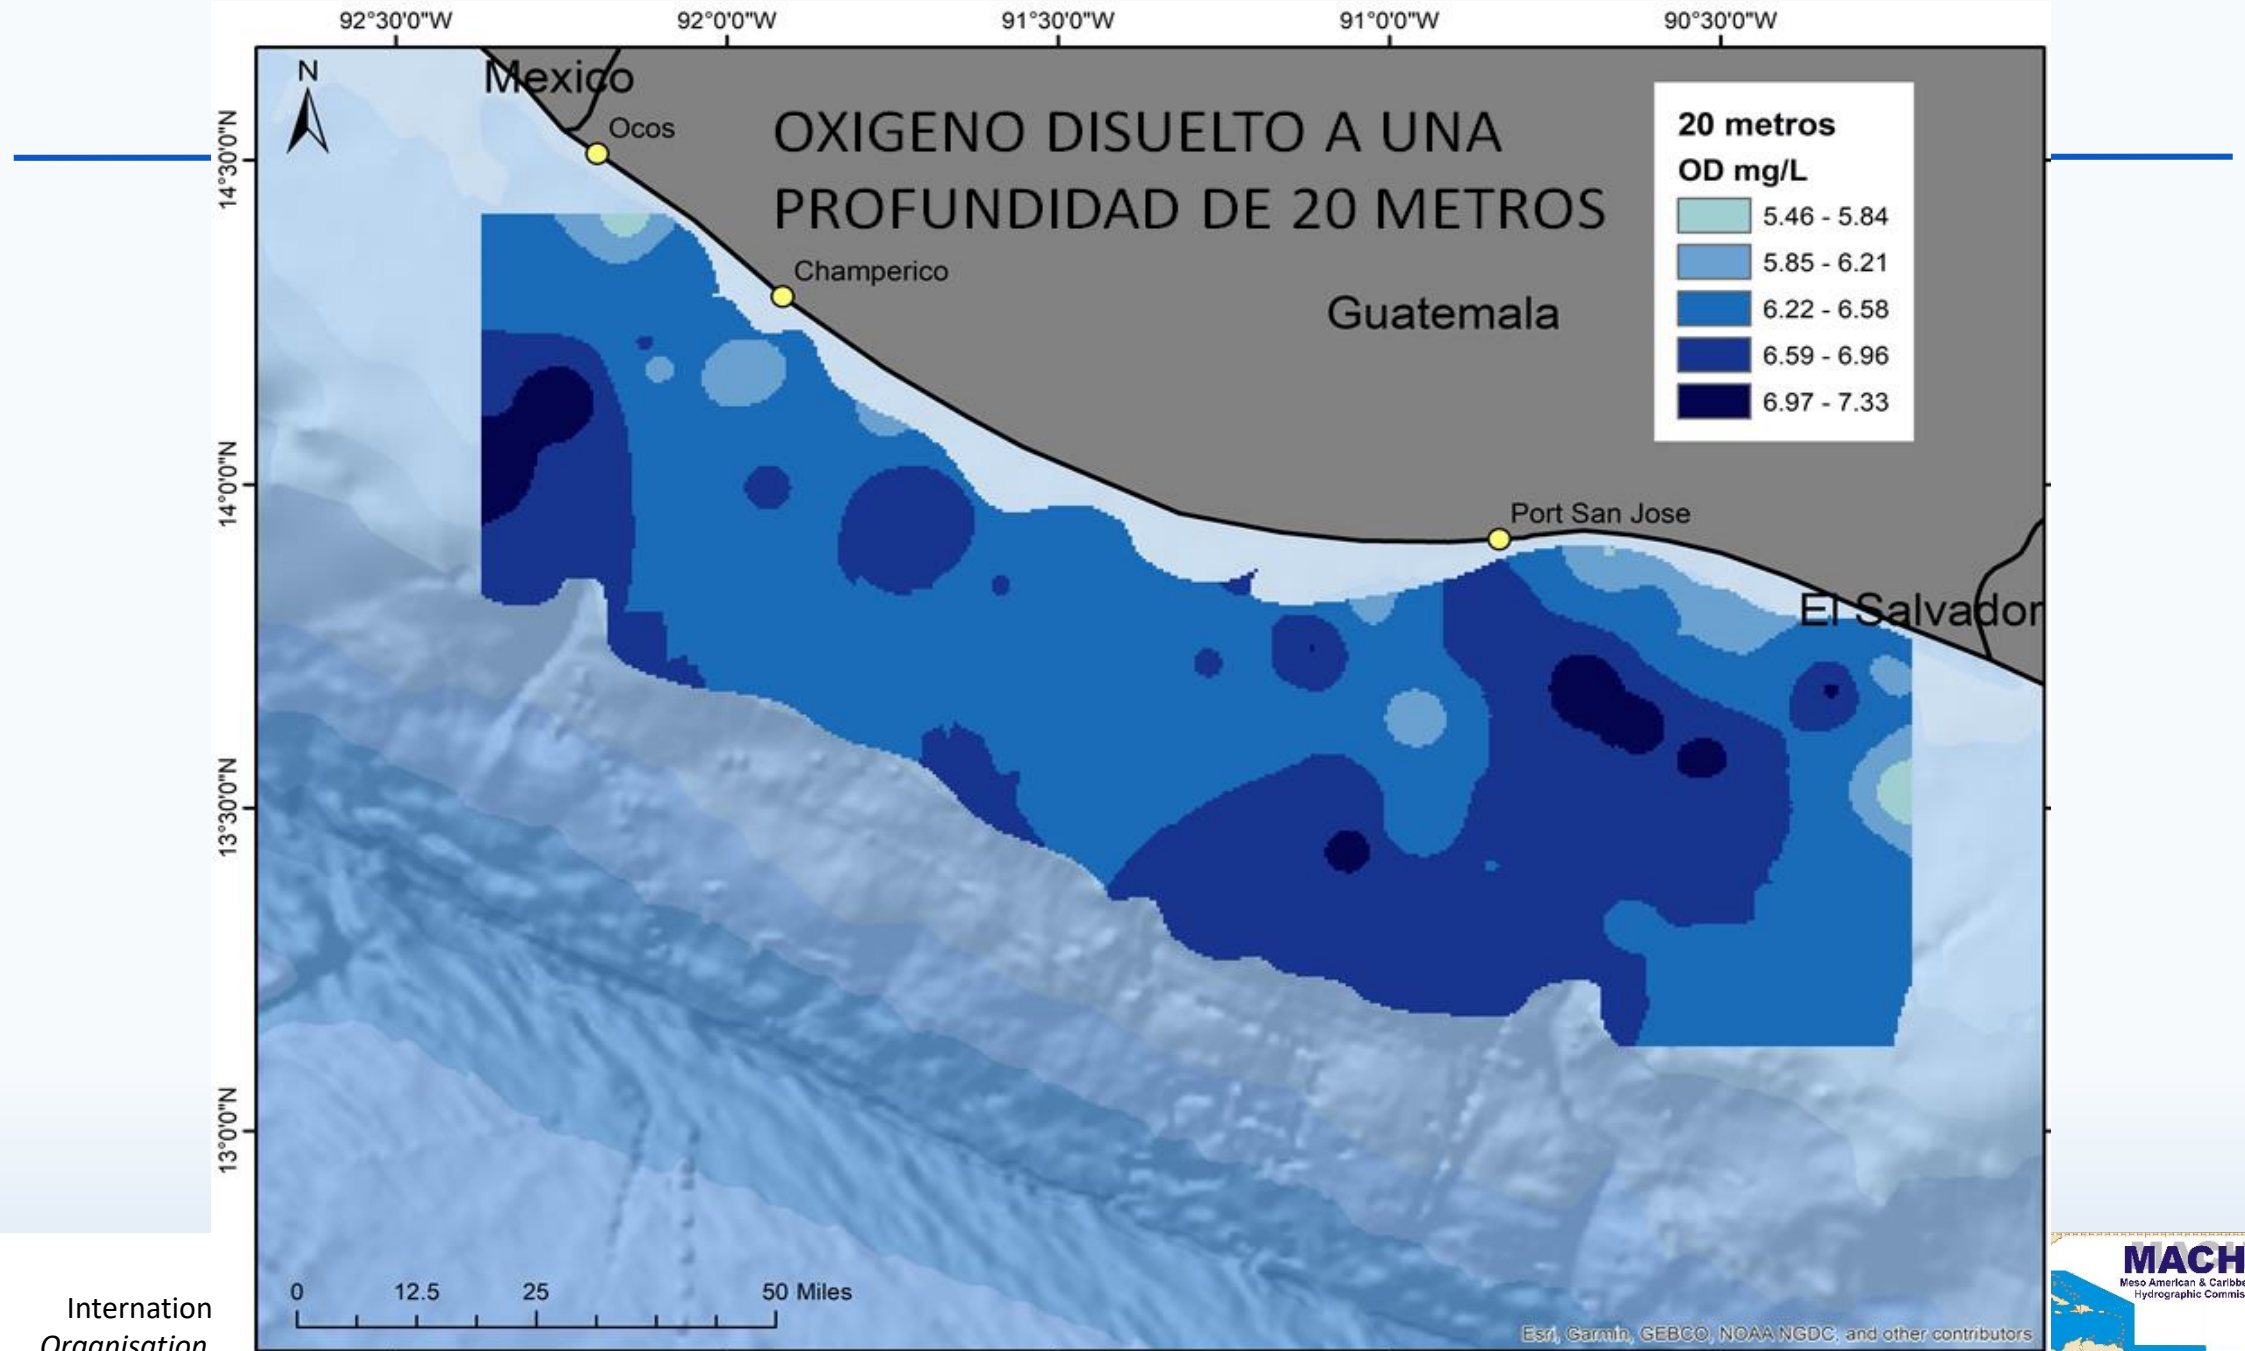 92°30'0"W
92°0'0"W
91°30'0"W
91°0'0"W
90°30'0"W
14°30'0"N
14°0'0"N
13°30'0"N
13°0'0"N
N
Mexico
Ocos
OXIGENO DISUELTO A UNA
PROFUNDIDAD DE 20 METROS
Champerico
Guatemala
Port San Jose
El Salvador
20 metros
OD mg/L
5.46 - 5.84
5.85 - 6.21
6.22 - 6.58
6.59 - 6.96
6.97 - 7.33
0 12.5 25 50 Miles
Esri, Garmin, GEBCO, NOAA NGDC, and other contributors
Internation
Organisation
MACH
Meso American & Caribbe
Hydrographic Commis